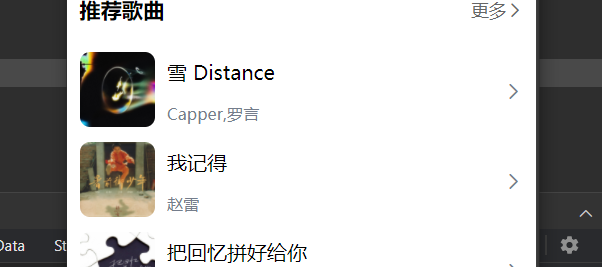 推荐歌曲
更多
雪 Distance
Capper,罗言
我记得
赵雷
把回忆拼好给你
Data
St